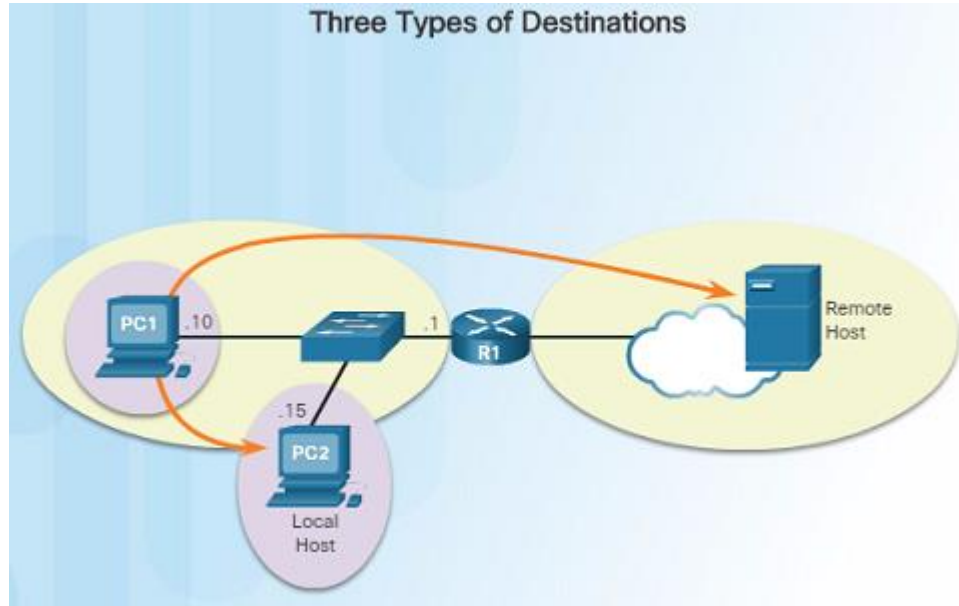 Three Types of Destinations
PC1
.10
.1
R1
Remote
Host
.15
PC2
Local
Host